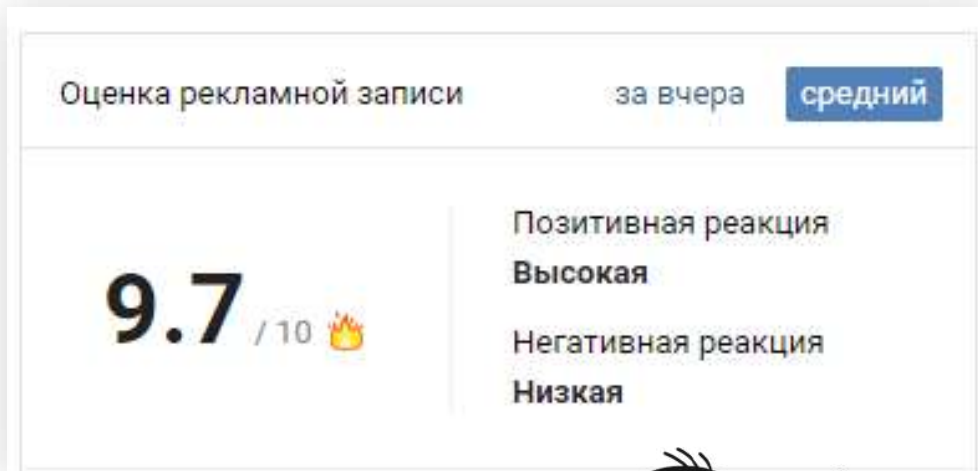 Оценка рекламной записи за вчера средний
Позитивная реакция
Высокая
9.7 / 10 🔥
Негативная реакция
Низкая